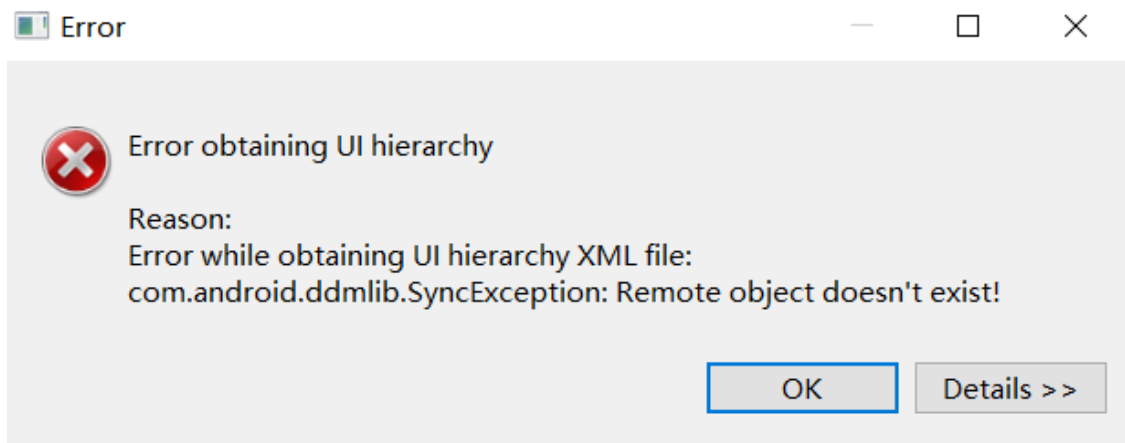 Error
Error obtaining UI hierarchy
Reason:
Error while obtaining UI hierarchy XML file:
com.android.ddmlib.SyncException: Remote object doesn't exist!
OK
Details >>